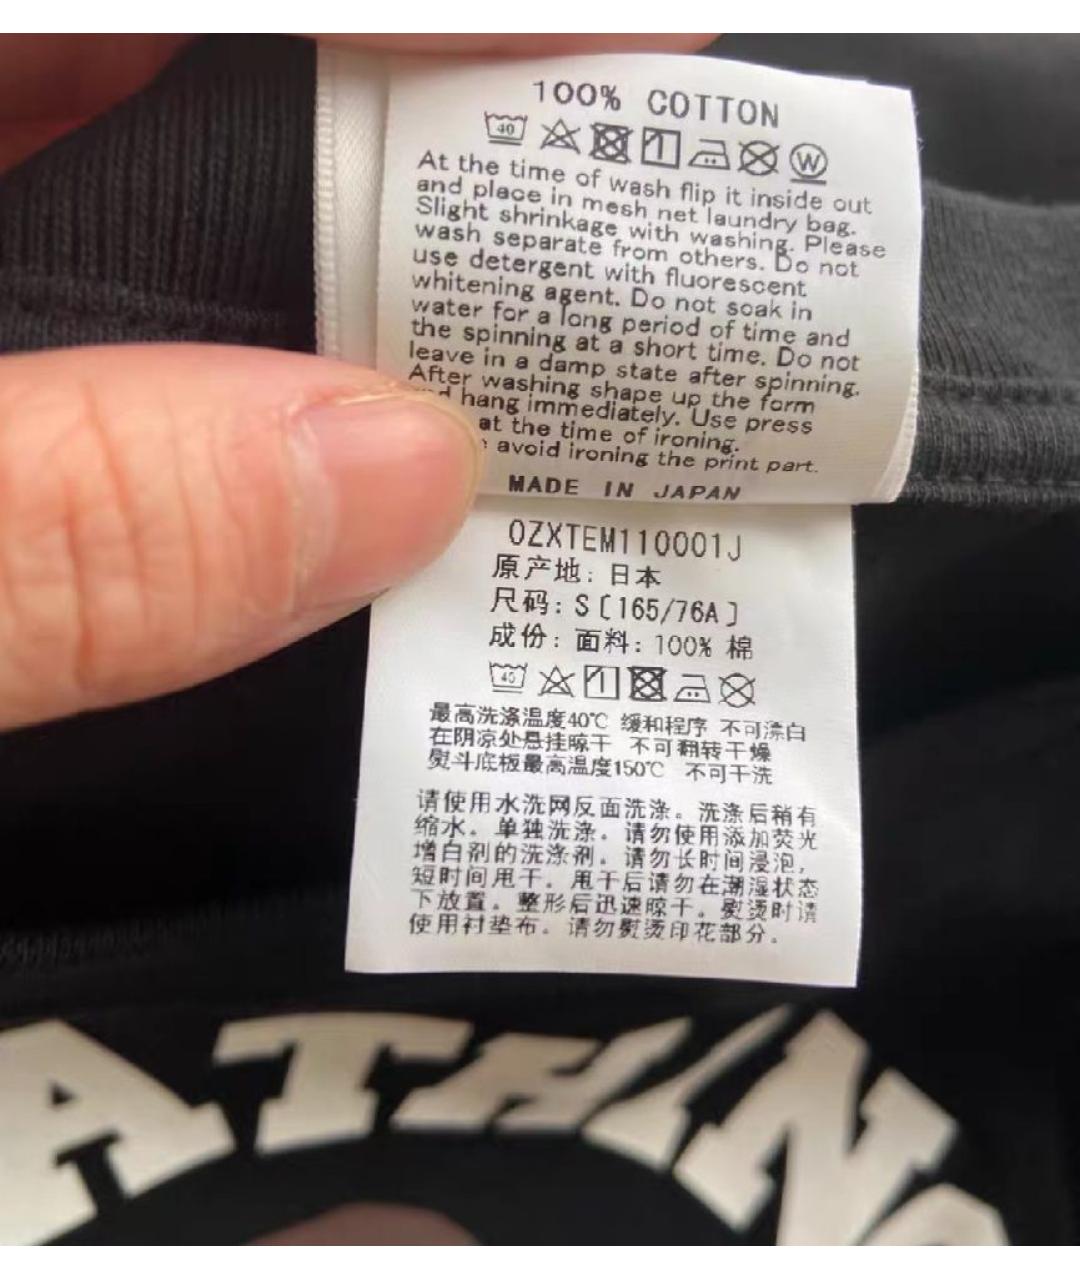 100% COTTON
40
W
At the time of wash flip it inside out
and place in mesh net laundry bag.
Slight shrinkage with washing. Please
wash separate from others. Do not
use detergent with fluorescent
whitening agent. Do not soak in
water for a long period of time and
the spinning at a short time. Do not
leave in a damp state after spinning.
After washing shape up the form
hang immediately. Use press
at the time of ironing.
avoid ironing the print part.
MADE IN JAPAN
0ZXTEM110001J
原产地：日本
尺码：S〔165/76A〕
成份：面料：100% 棉
40
最高洗涤温度40℃ 缓和程序 不可漂白
在阴凉处悬挂晾干 不可翻转干燥
熨斗底板最高温度150℃ 不可干洗
请使用水洗网反面洗涤。洗涤后稍有
缩水。单独洗涤。请勿使用添加荧光
增白剂的洗涤剂。请勿长时间浸泡，
短时间甩干。甩干后请勿在潮湿状态
下放置。整形后迅速晾干。熨烫时请
使用衬垫布。请勿熨烫印花部分。
ATHING